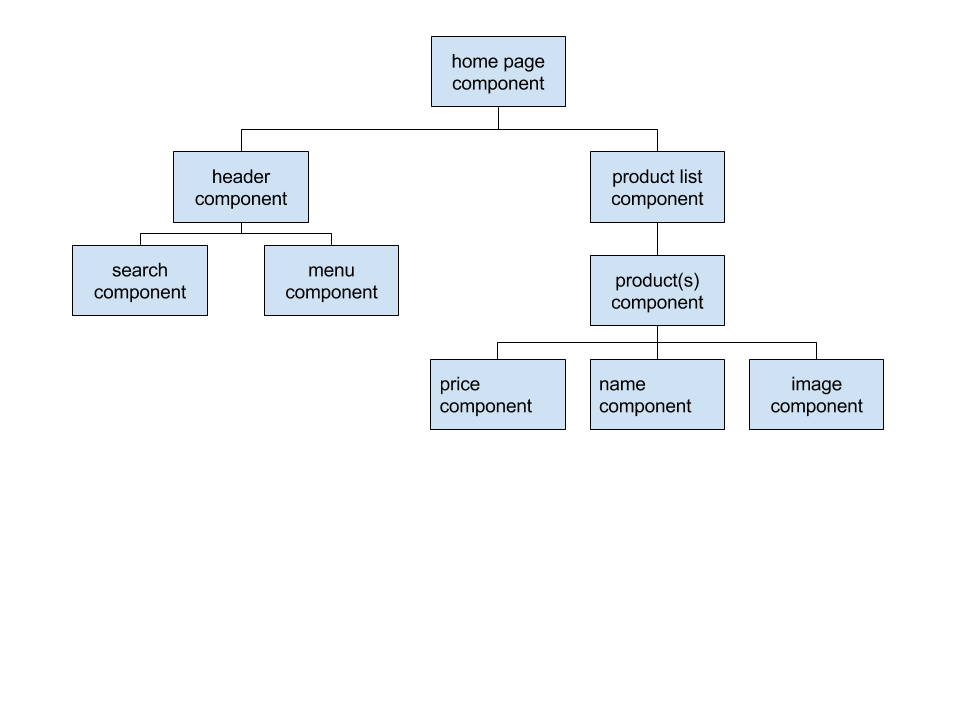 home page
component
header
component
product list
component
search
component
menu
component
product(s)
component
price
component
name
component
image
component